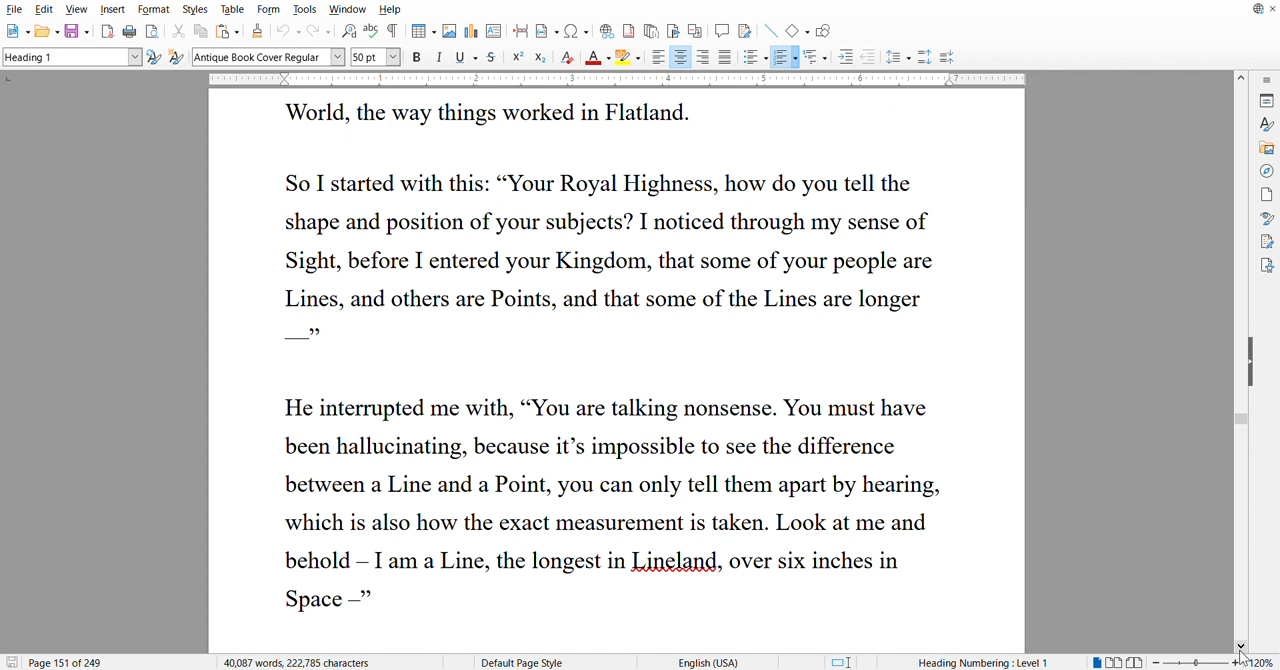 File Edit View Insert Format Styles Table Form Tools Window Help
Heading 1 Antique Book Cover Regular 50 pt
1 2 3 4 5 6 7
World, the way things worked in Flatland.
So I started with this: “Your Royal Highness, how do you tell the
shape and position of your subjects? I noticed through my sense of
Sight, before I entered your Kingdom, that some of your people are
Lines, and others are Points, and that some of the Lines are longer
—”
He interrupted me with, “You are talking nonsense. You must have
been hallucinating, because it’s impossible to see the difference
between a Line and a Point, you can only tell them apart by hearing,
which is also how the exact measurement is taken. Look at me and
behold – I am a Line, the longest in Lineland, over six inches in
Space –”
Page 151 of 249 40,087 words, 222,785 characters Default Page Style English (USA) Heading Numbering : Level 1 120%